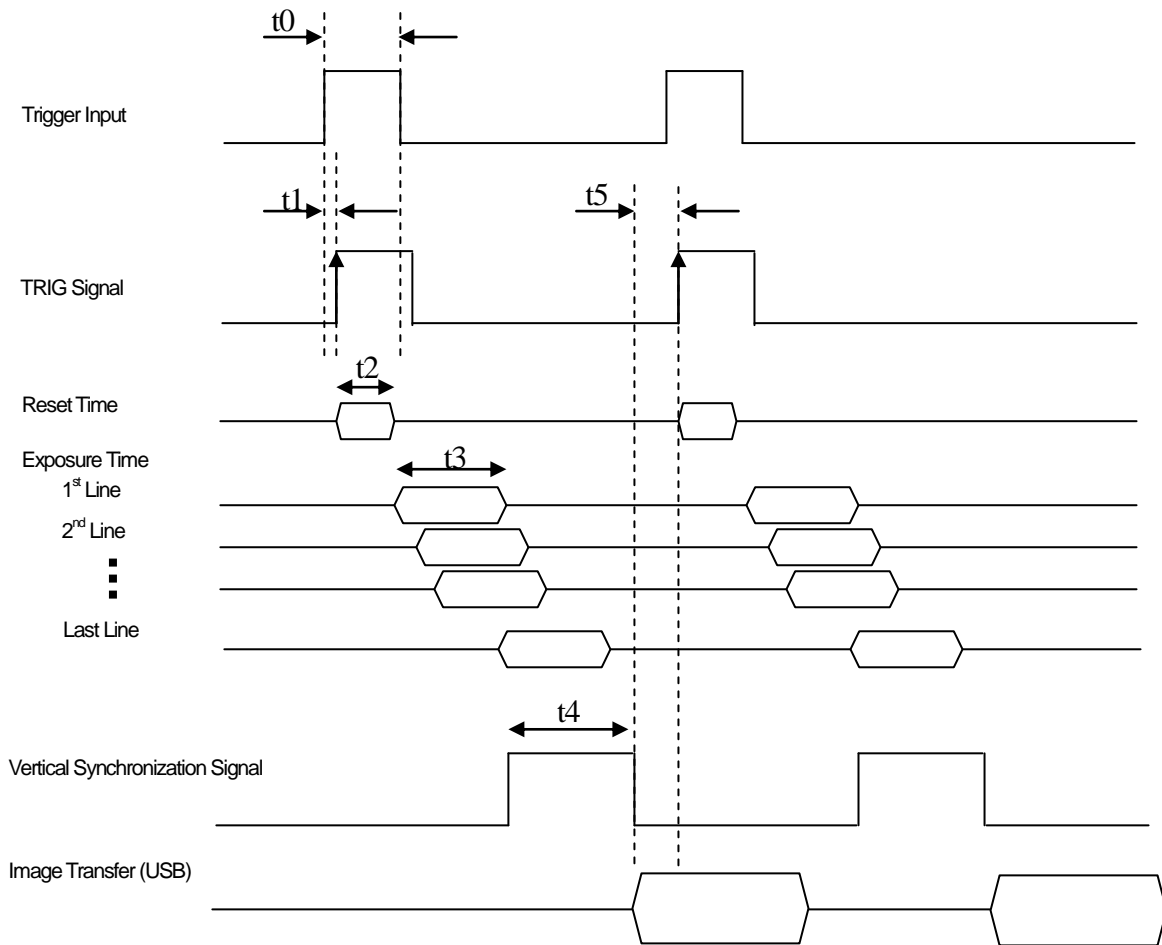 t0
Trigger Input
t1
t5
TRIG Signal
t2
Reset Time
Exposure Time
t3
1st Line
2nd Line
Last Line
t4
Vertical Synchronization Signal
Image Transfer (USB)